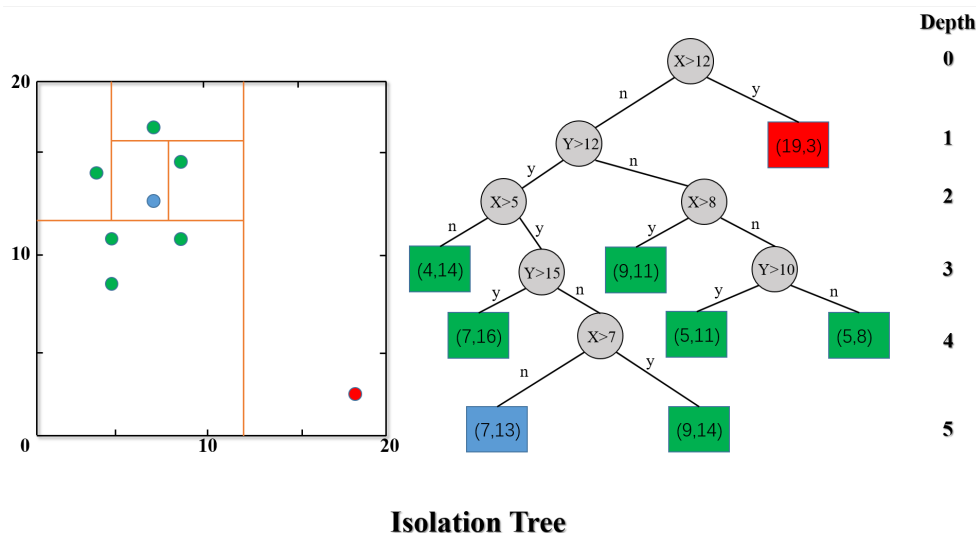 Depth
20
X>12
0
n
y
Y>12
(19,3)
1
y
n
X>5
X>8
2
n
y
y
n
10
(4,14)
Y>15
(9,11)
Y>10
3
y
n
y
n
(7,16)
X>7
(5,11)
(5,8)
4
n
y
(7,13)
(9,14)
5
0
10
20
Isolation Tree